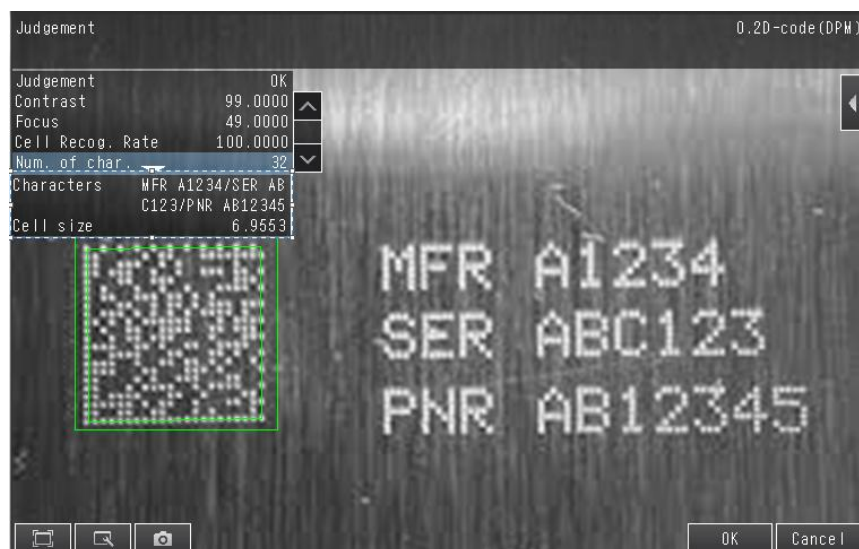 Judgement
0.2D-code(DPM)
Judgement OK
Contrast 99.0000
Focus 49.0000
Cell Recog. Rate 100.0000
Num. of char. 32
Characters MFR A1234/SER AB
C123/PNR AB12345
Cell size 6.9553
MFR A1234
SER ABC123
PNR AB12345
OK Cancel